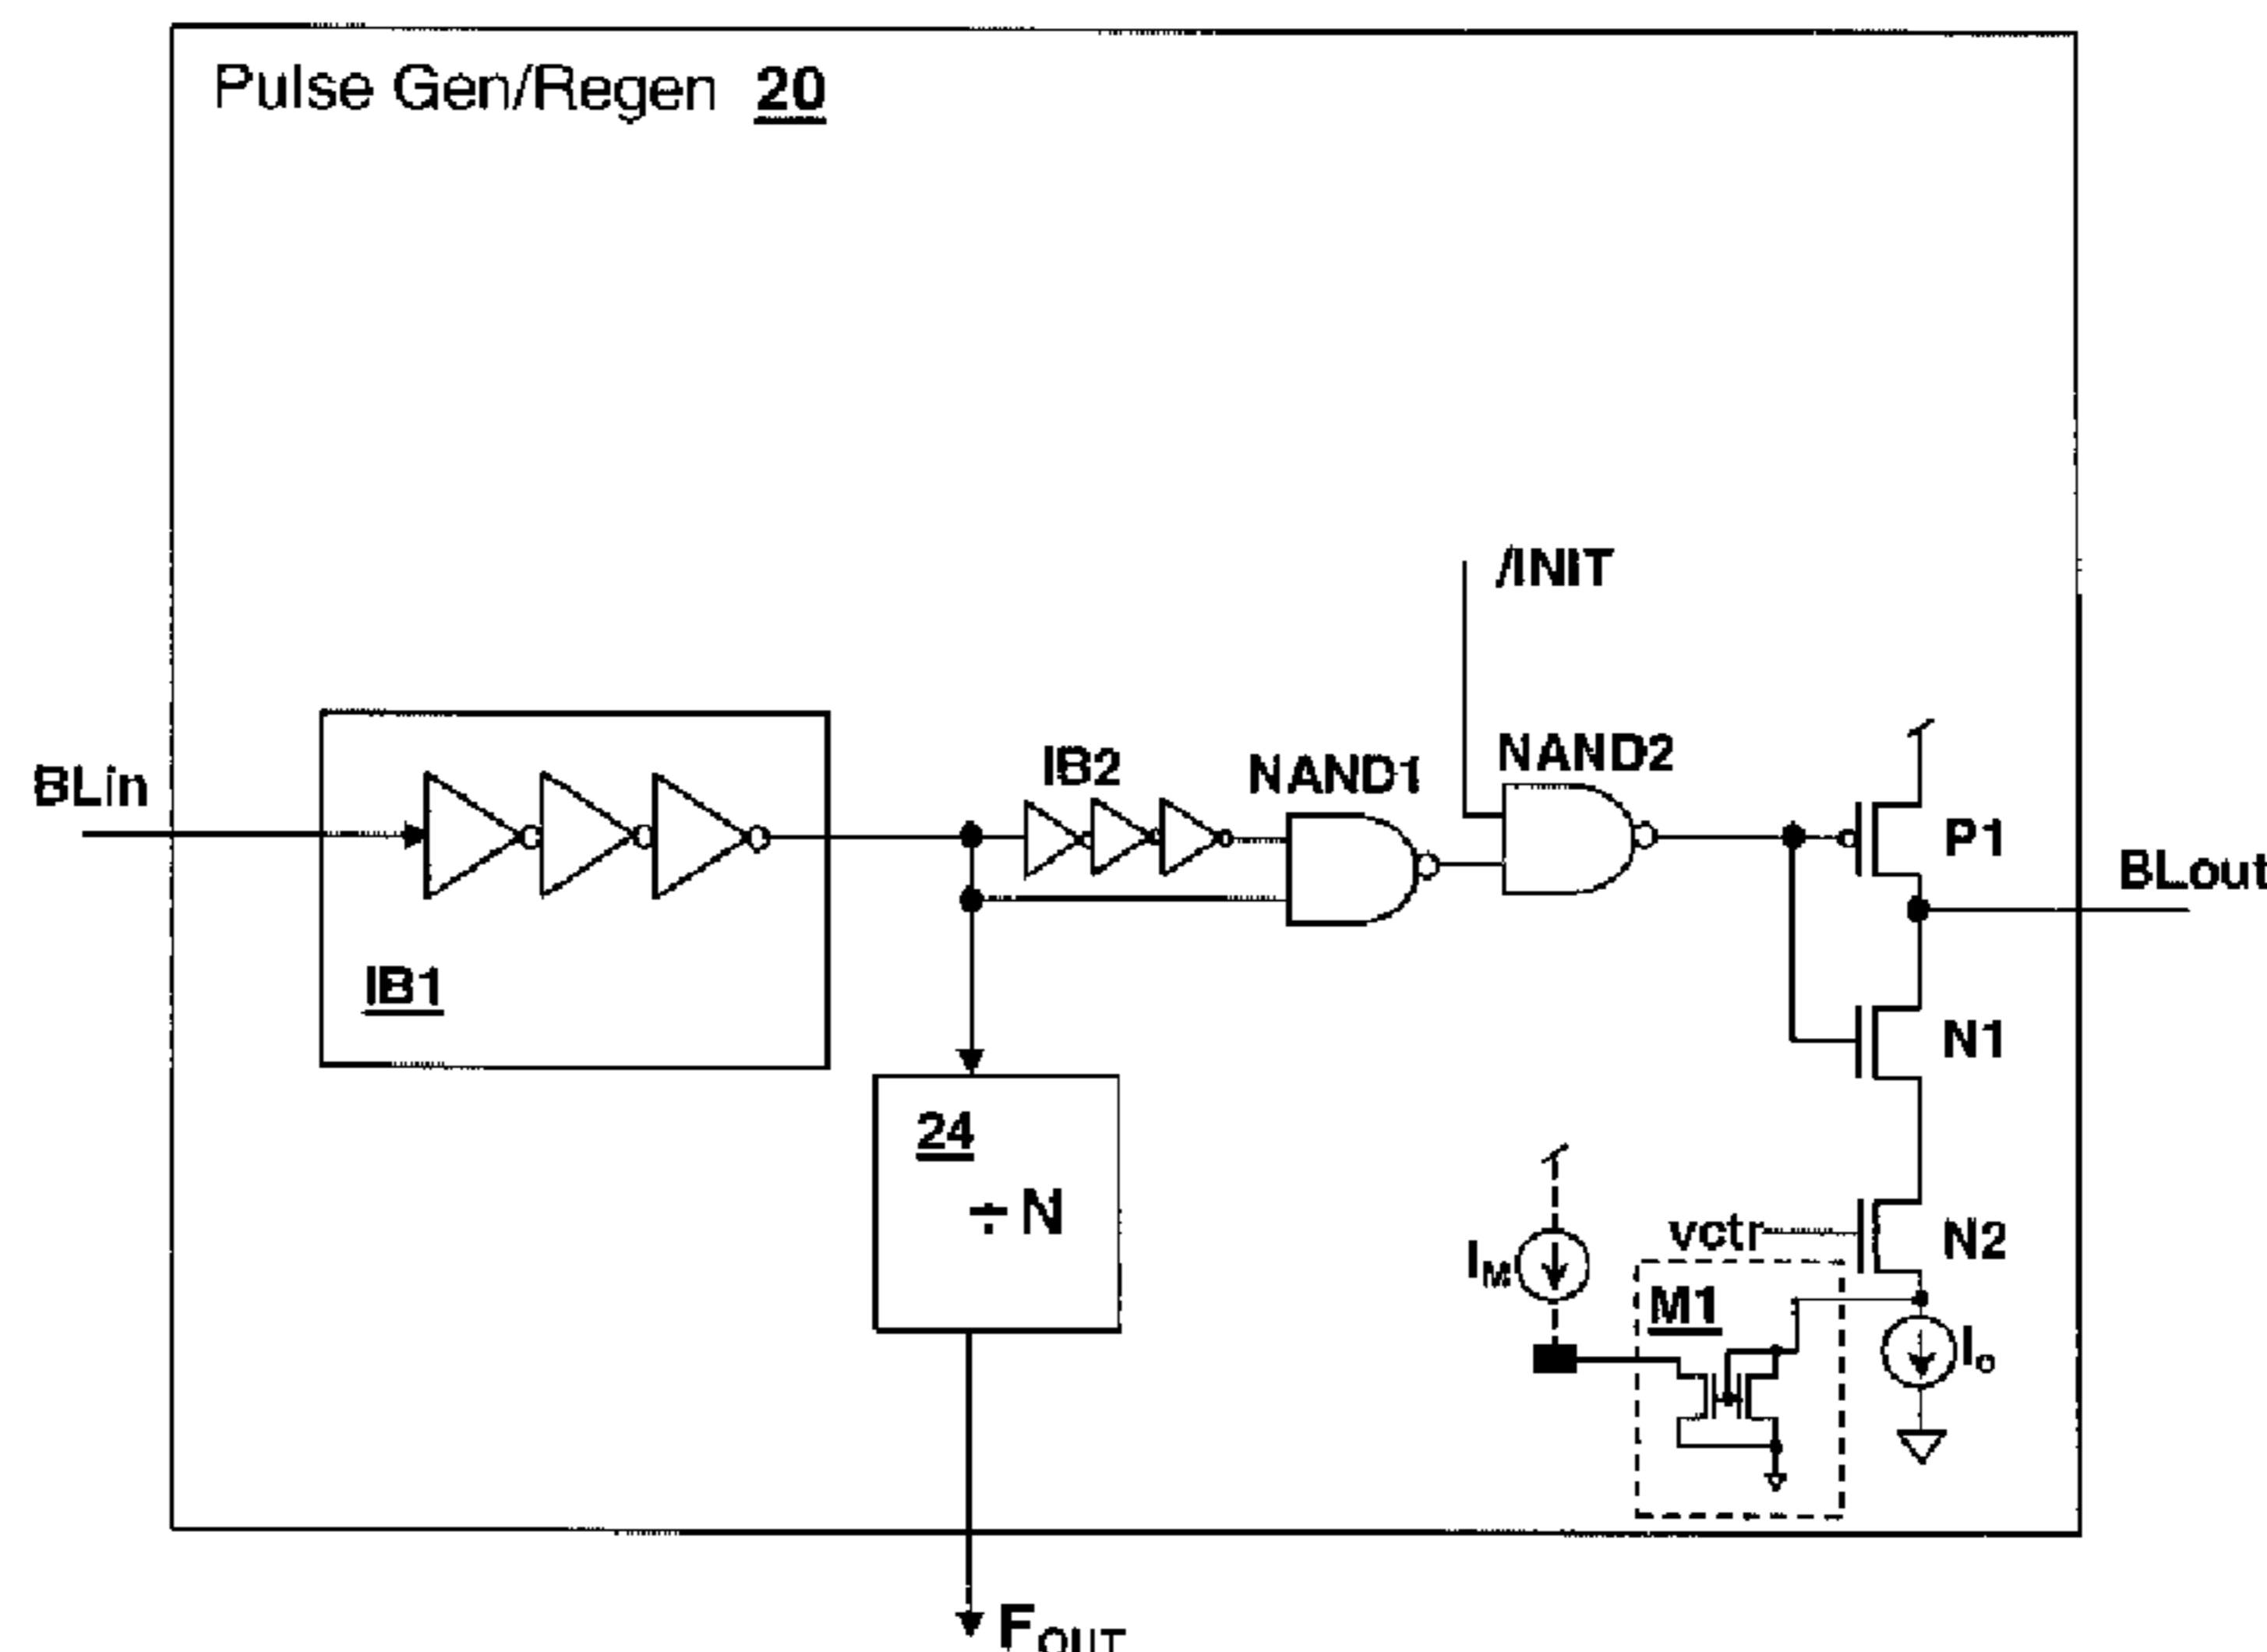 Pulse Gen/Regen 20
/INIT
BLin
IB2
NAND1
NAND2
P1
BLout
IB1
N1
24
÷ N
vctr
N2
IM
M1
Io
FOUT